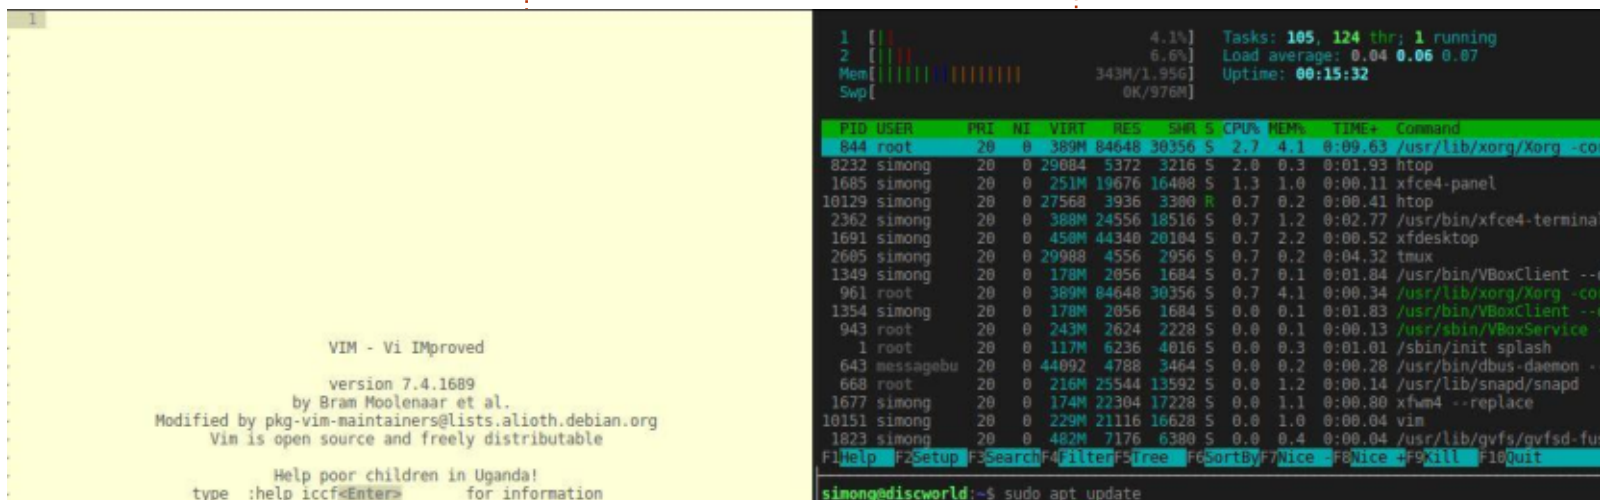 1
VIM - Vi IMproved
version 7.4.1689
by Bram Moolenaar et al.
Modified by pkg-vim-maintainers@lists.alioth.debian.org
Vim is open source and freely distributable
Help poor children in Uganda!
type :help iccf<Enter> for information
1 [|| 4.1%] Tasks: 105, 124 thr; 1 running
2 [|||| 6.6%] Load average: 0.04 0.06 0.07
Mem[|||||||||||||||||| 343M/1.95G] Uptime: 00:15:32
Swp[ 0K/976M]
PID USER PRI NI VIRT RES SHR S CPU% MEM% TIME+ Command
844 root 20 0 389M 84648 30356 S 2.7 4.1 0:09.63 /usr/lib/xorg/Xorg -co
8232 simong 20 0 29084 5372 3216 S 2.0 0.3 0:01.93 htop
1685 simong 20 0 251M 19676 16408 S 1.3 1.0 0:00.11 xfce4-panel
10129 simong 20 0 27568 3936 3300 R 0.7 0.2 0:00.41 htop
2362 simong 20 0 388M 24556 18516 S 0.7 1.2 0:02.77 /usr/bin/xfce4-termina
1691 simong 20 0 450M 44340 20104 S 0.7 2.2 0:00.52 xfdesktop
2605 simong 20 0 29988 4556 2956 S 0.7 0.2 0:04.32 tmux
1349 simong 20 0 178M 2056 1684 S 0.7 0.1 0:01.84 /usr/bin/VBoxClient --
961 root 20 0 389M 84648 30356 S 0.7 4.1 0:00.34 /usr/lib/xorg/Xorg -co
1354 simong 20 0 178M 2056 1684 S 0.0 0.1 0:01.83 /usr/bin/VBoxClient --
943 root 20 0 243M 2624 2228 S 0.0 0.1 0:00.13 /usr/sbin/VBoxService -
1 root 20 0 117M 6236 4016 S 0.0 0.3 0:01.01 /sbin/init splash
643 messagebu 20 0 44092 4788 3464 S 0.0 0.2 0:00.28 /usr/bin/dbus-daemon -
668 root 20 0 216M 25544 13592 S 0.0 1.2 0:00.14 /usr/lib/snapd/snapd
1677 simong 20 0 174M 22304 17228 S 0.0 1.1 0:00.80 xfwm4 --replace
10151 simong 20 0 229M 21116 16628 S 0.0 1.0 0:00.04 vim
1823 simong 20 0 482M 7176 6380 S 0.0 0.4 0:00.04 /usr/lib/gvfs/gvfsd-fus
F1Help F2Setup F3SearchF4FilterF5Tree F6SortByF7Nice -F8Nice +F9Kill F10Quit
simong@discworld:~$ sudo apt update